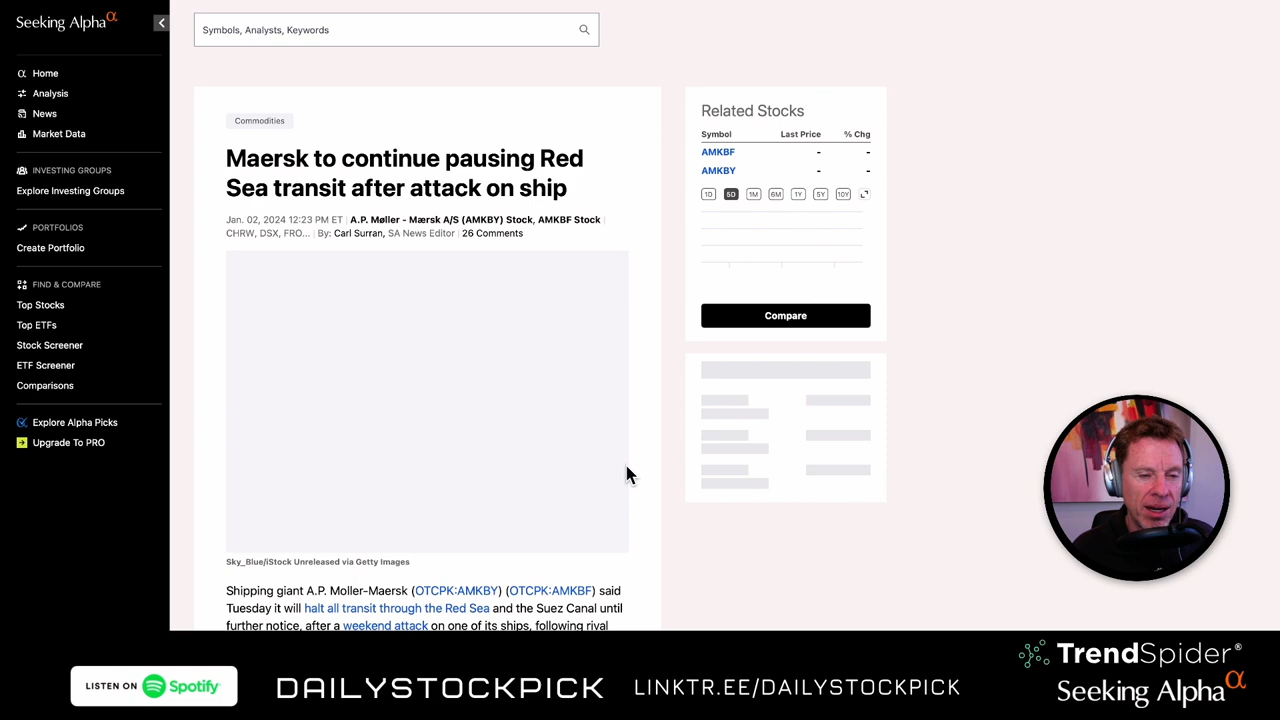 Seeking Alpha α
Symbols, Analysts, Keywords
α Home
Analysis
News
Market Data
INVESTING GROUPS
Explore Investing Groups
PORTFOLIOS
Create Portfolio
FIND & COMPARE
Top Stocks
Top ETFs
Stock Screener
ETF Screener
Comparisons
Explore Alpha Picks
Upgrade To PRO
Commodities
Maersk to continue pausing Red
Sea transit after attack on ship
Jan. 02, 2024 12:23 PM ET | A.P. Møller - Mærsk A/S (AMKBY) Stock, AMKBF Stock |
CHRW, DSX, FRO... | By: Carl Surran, SA News Editor | 26 Comments
Sky_Blue/iStock Unreleased via Getty Images
Shipping giant A.P. Moller-Maersk (OTCPK:AMKBY) (OTCPK:AMKBF) said
Tuesday it will halt all transit through the Red Sea and the Suez Canal until
further notice, after a weekend attack on one of its ships, following rival
Related Stocks
Symbol Last Price % Chg
AMKBF - -
AMKBY - -
1D 5D 1M 6M 1Y 5Y 10Y
Compare
LISTEN ON Spotify
DAILYSTOCKPICK
LINKTR.EE/DAILYSTOCKPICK
TrendSpider®
Seeking Alpha α